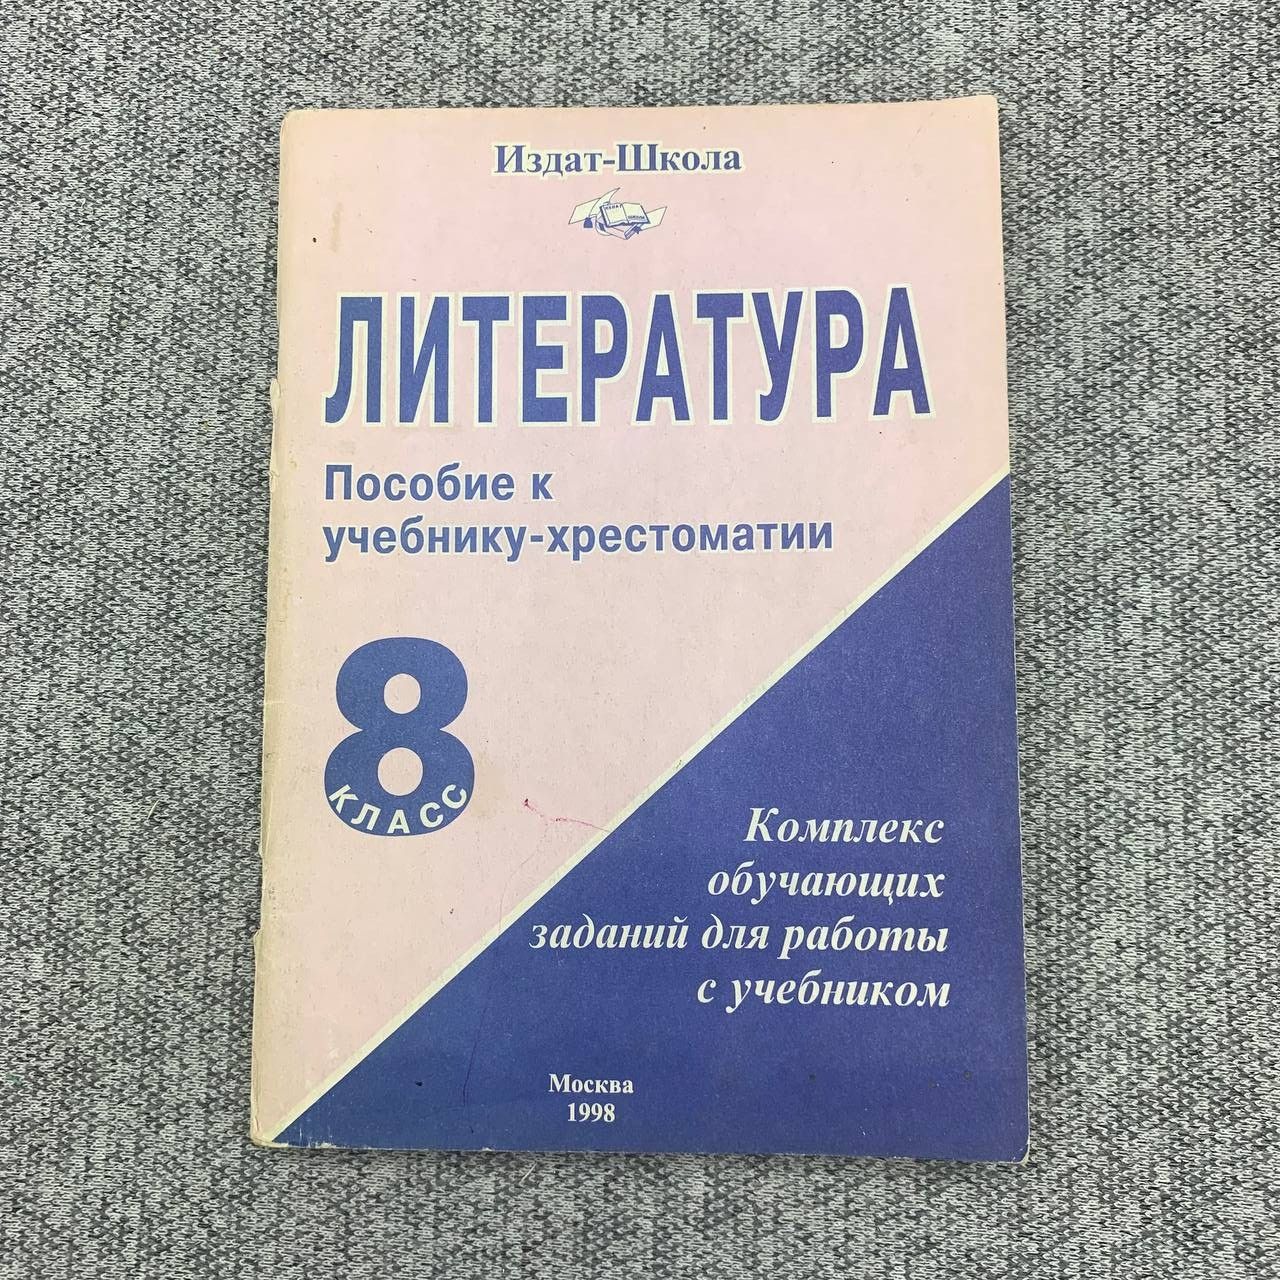 Издат-Школа
ЛИТЕРАТУРА
Пособие к
учебнику-хрестоматии
8
КЛАСС
Комплекс
обучающих
заданий для работы
с учебником
Москва
1998